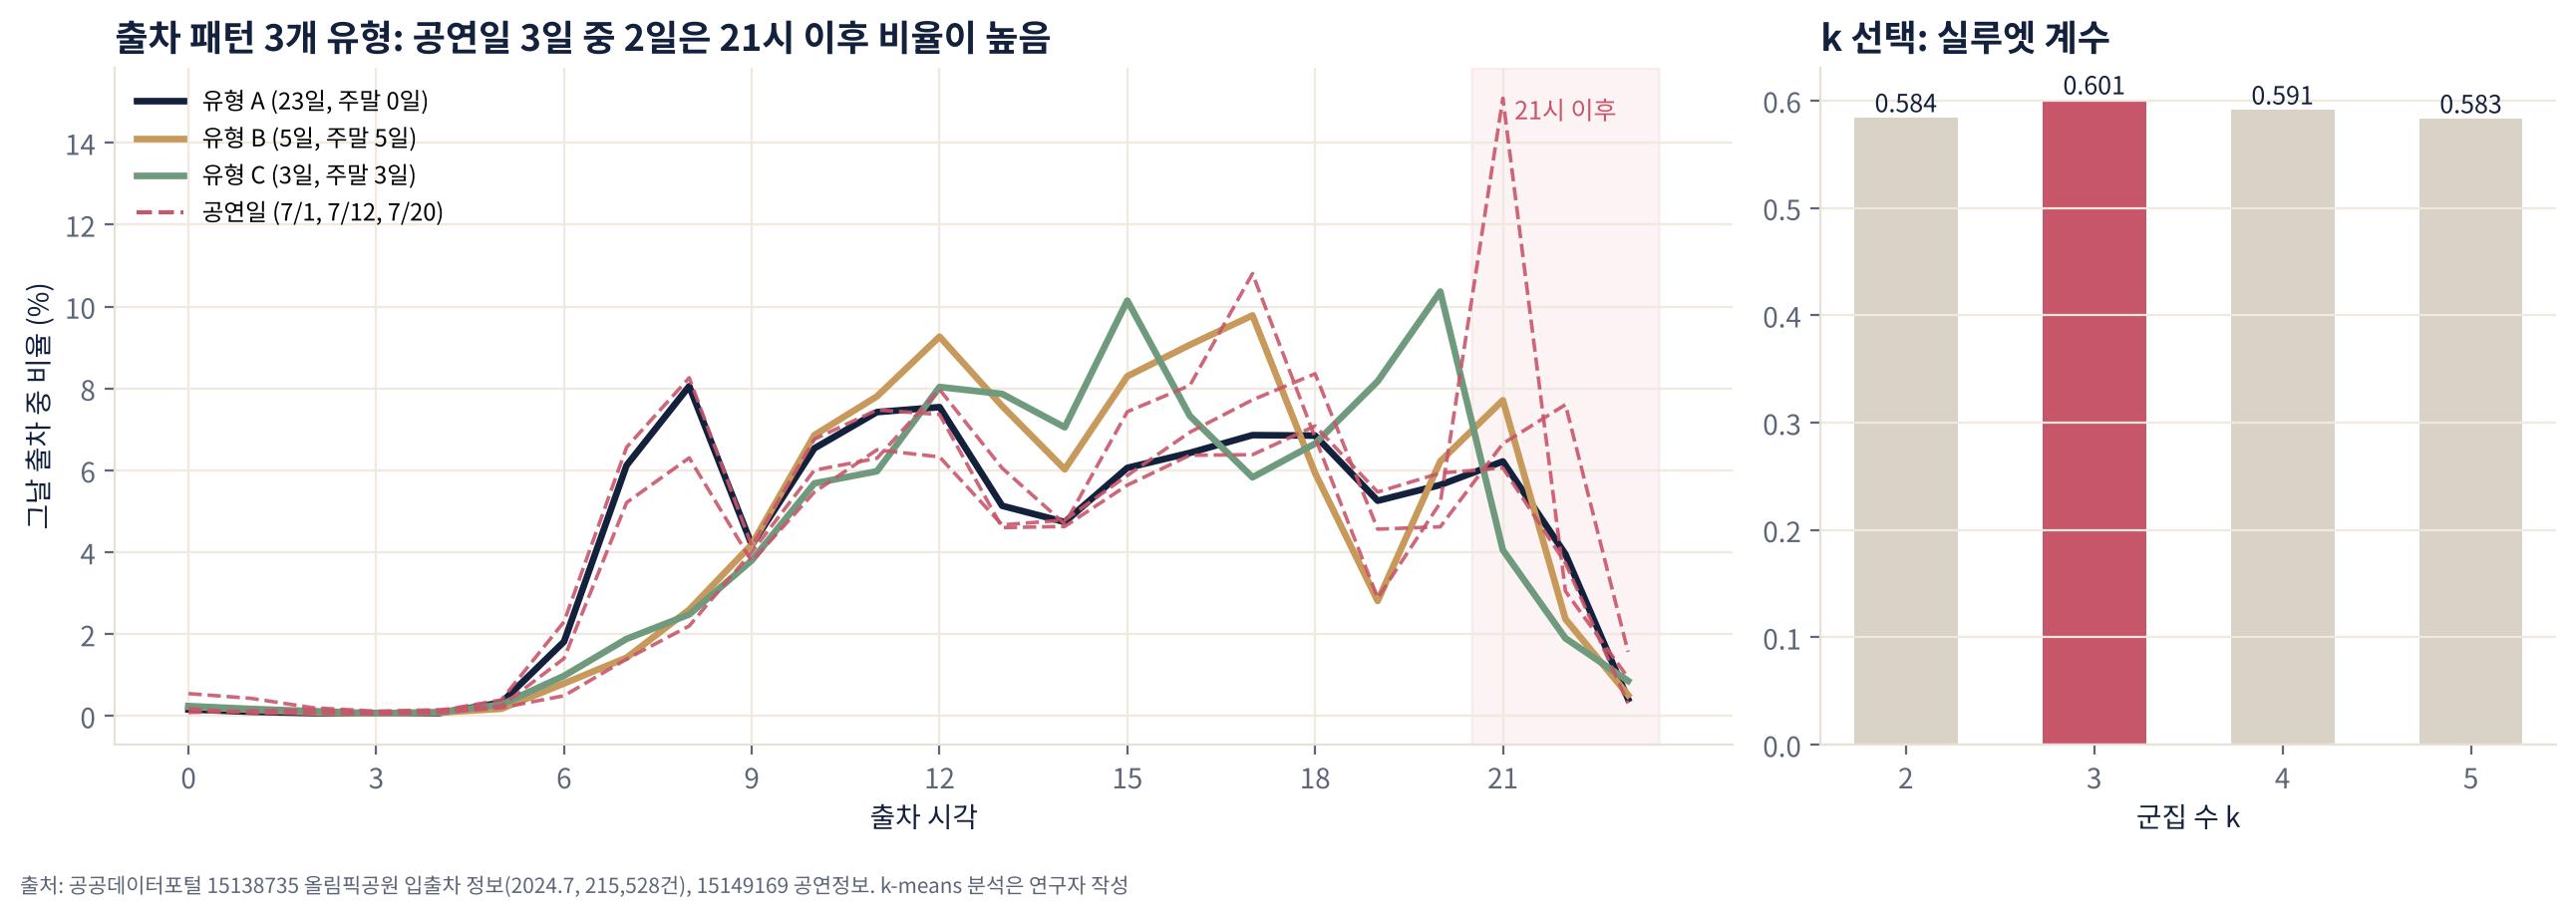 출차 패턴 3개 유형: 공연일 3일 중 2일은 21시 이후 비율이 높음
유형 A (23일, 주말 0일)
유형 B (5일, 주말 5일)
유형 C (3일, 주말 3일)
공연일 (7/1, 7/12, 7/20)
21시 이후
그날 출차 중 비율 (%)
14
12
10
8
6
4
2
0
0 3 6 9 12 15 18 21
출차 시각
k 선택: 실루엣 계수
0.584 0.601 0.591 0.583
0.6
0.5
0.4
0.3
0.2
0.1
0.0
2 3 4 5
군집 수 k
출처: 공공데이터포털 15138735 올림픽공원 입출차 정보(2024.7, 215,528건), 15149169 공연정보. k-means 분석은 연구자 작성